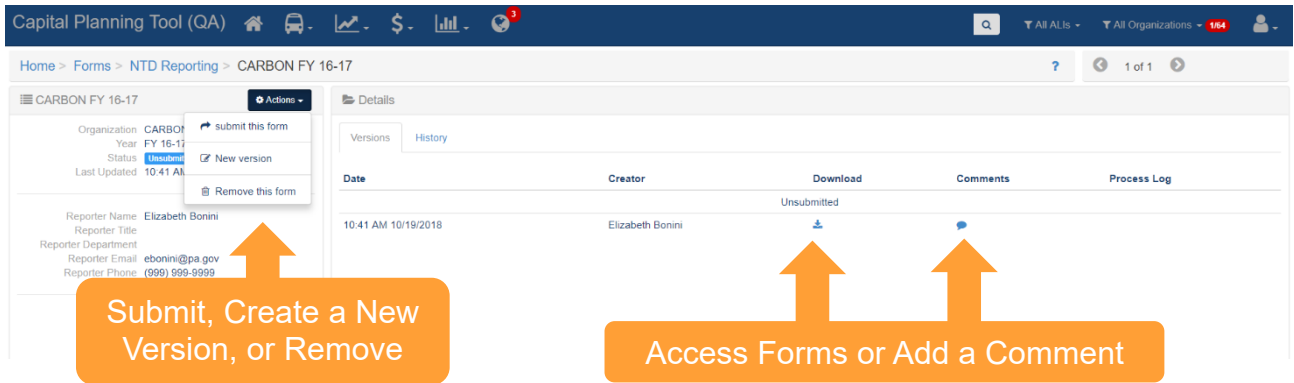 Capital Planning Tool (QA)
3
All ALIs
All Organizations
1/64
Home > Forms > NTD Reporting > CARBON FY 16-17
?
1 of 1
CARBON FY 16-17
Actions
Details
Organization CARBON
Year FY 16-17
Status Unsubmit
Last Updated 10:41 AM
submit this form
New version
Remove this form
Reporter Name Elizabeth Bonini
Reporter Title
Reporter Department
Reporter Email ebonini@pa.gov
Reporter Phone (999) 999-9999
Versions History
Date Creator Download Comments Process Log
Unsubmitted
10:41 AM 10/19/2018 Elizabeth Bonini
Submit, Create a New
Version, or Remove
Access Forms or Add a Comment